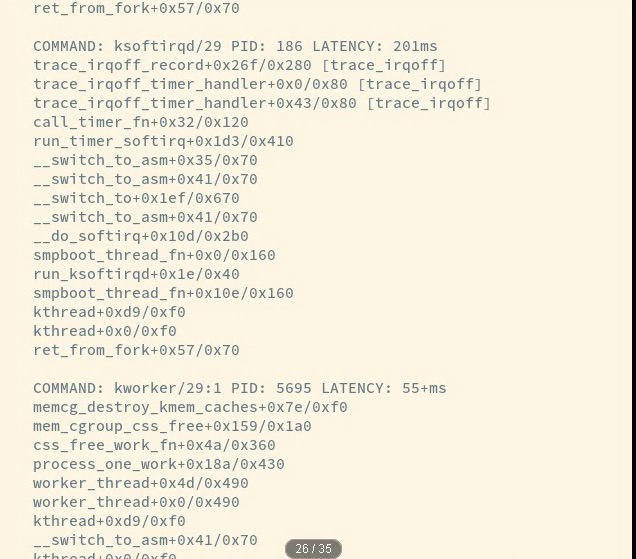 ret_from_fork+0x57/0x70
COMMAND: ksoftirqd/29 PID: 186 LATENCY: 201ms
trace_irqoff_record+0x26f/0x280 [trace_irqoff]
trace_irqoff_timer_handler+0x0/0x80 [trace_irqoff]
trace_irqoff_timer_handler+0x43/0x80 [trace_irqoff]
call_timer_fn+0x32/0x120
run_timer_softirq+0x1d3/0x410
__switch_to_asm+0x35/0x70
__switch_to_asm+0x41/0x70
__switch_to+0x1ef/0x670
__switch_to_asm+0x41/0x70
__do_softirq+0x10d/0x2b0
smpboot_thread_fn+0x0/0x160
run_ksoftirqd+0x1e/0x40
smpboot_thread_fn+0x10e/0x160
kthread+0xd9/0xf0
kthread+0x0/0xf0
ret_from_fork+0x57/0x70
COMMAND: kworker/29:1 PID: 5695 LATENCY: 55+ms
memcg_destroy_kmem_caches+0x7e/0xf0
mem_cgroup_css_free+0x159/0x1a0
css_free_work_fn+0x4a/0x360
process_one_work+0x18a/0x430
worker_thread+0x4d/0x490
worker_thread+0x0/0x490
kthread+0xd9/0xf0
__switch_to_asm+0x41/0x70
kthread+0x0/0xf0
26 / 35